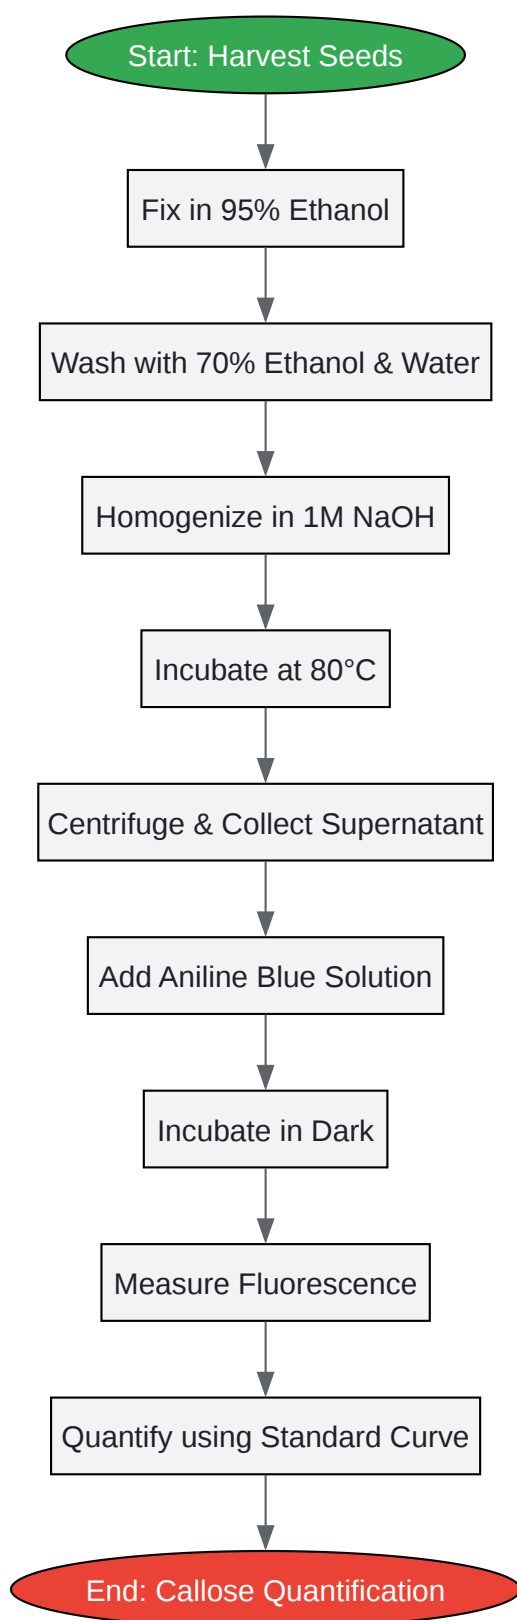 Start: Harvest Seeds
Fix in 95% Ethanol
Wash with 70% Ethanol & Water
Homogenize in 1M NaOH
Incubate at 80°C
Centrifuge & Collect Supernatant
Add Aniline Blue Solution
Incubate in Dark
Measure Fluorescence
Quantify using Standard Curve
End: Callose Quantification